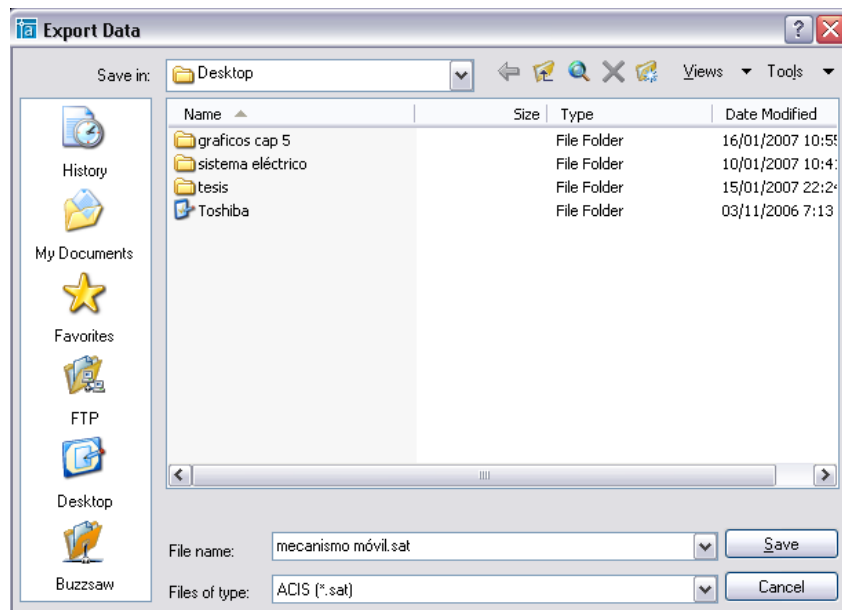 Export Data
Save in: Desktop Views Tools
Name Size Type Date Modified
graficos cap 5 File Folder 16/01/2007 10:55
sistema eléctrico File Folder 10/01/2007 10:4
tesis File Folder 15/01/2007 22:2
Toshiba File Folder 03/11/2006 7:13
History
My Documents
Favorites
FTP
Desktop
Buzzsaw
File name: mecanismo móvil.sat Save
Files of type: ACIS (*.sat) Cancel